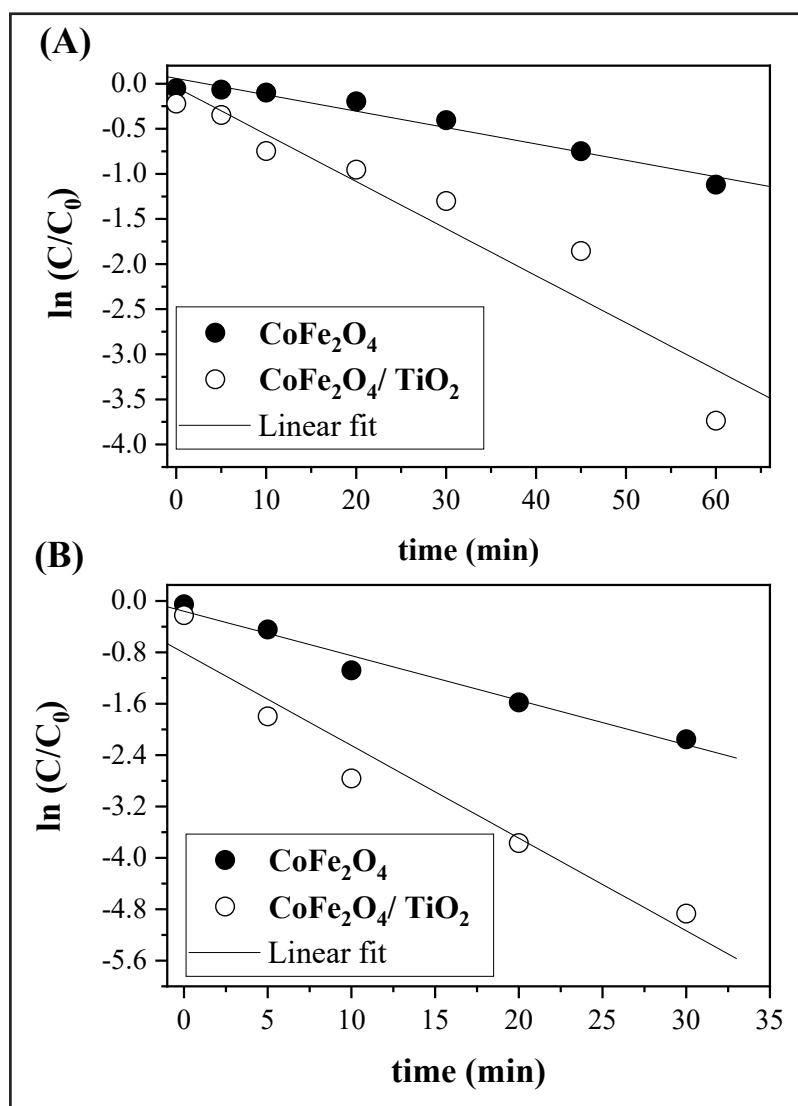 (A)
0.0
-0.5
-1.0
-1.5
-2.0
-2.5
-3.0
-3.5
-4.0
ln (C/C₀)
CoFe₂O₄
CoFe₂O₄/ TiO₂
Linear fit
0 10 20 30 40 50 60
time (min)
(B)
0.0
-0.8
-1.6
-2.4
-3.2
-4.0
-4.8
-5.6
ln (C/C₀)
CoFe₂O₄
CoFe₂O₄/ TiO₂
Linear fit
0 5 10 15 20 25 30 35
time (min)